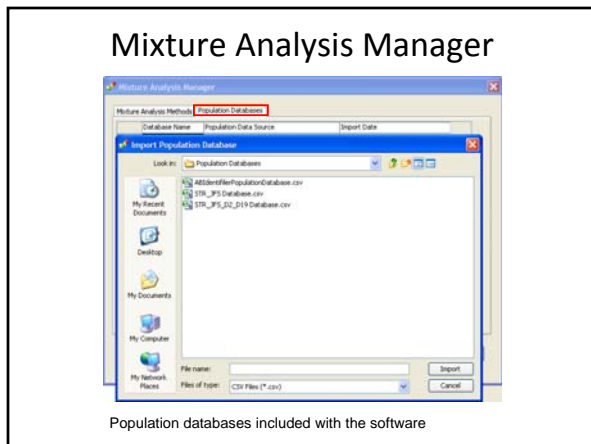 Mixture Analysis Manager
Mixture Analysis Manager
Mixture Analysis Methods Population Databases
Database Name Population Data Source Import Date
Import Population Database
Look in: Population Databases
My Recent Documents
Desktop
My Documents
My Computer
My Network Places
ABIdentifilerPopulationDatabase.csv
STR_JFS Database.csv
STR_JFS_D2_D19 Database.csv
File name: Import
Files of type: CSV Files (*.csv) Cancel
Population databases included with the software